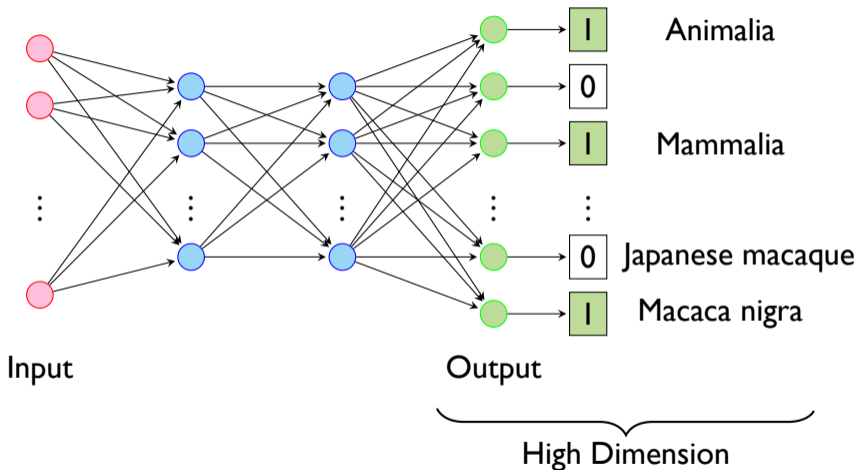 1 Animalia
0
1 Mammalia
⋮ ⋮ ⋮ ⋮ ⋮
0 Japanese macaque
1 Macaca nigra
Input Output
High Dimension